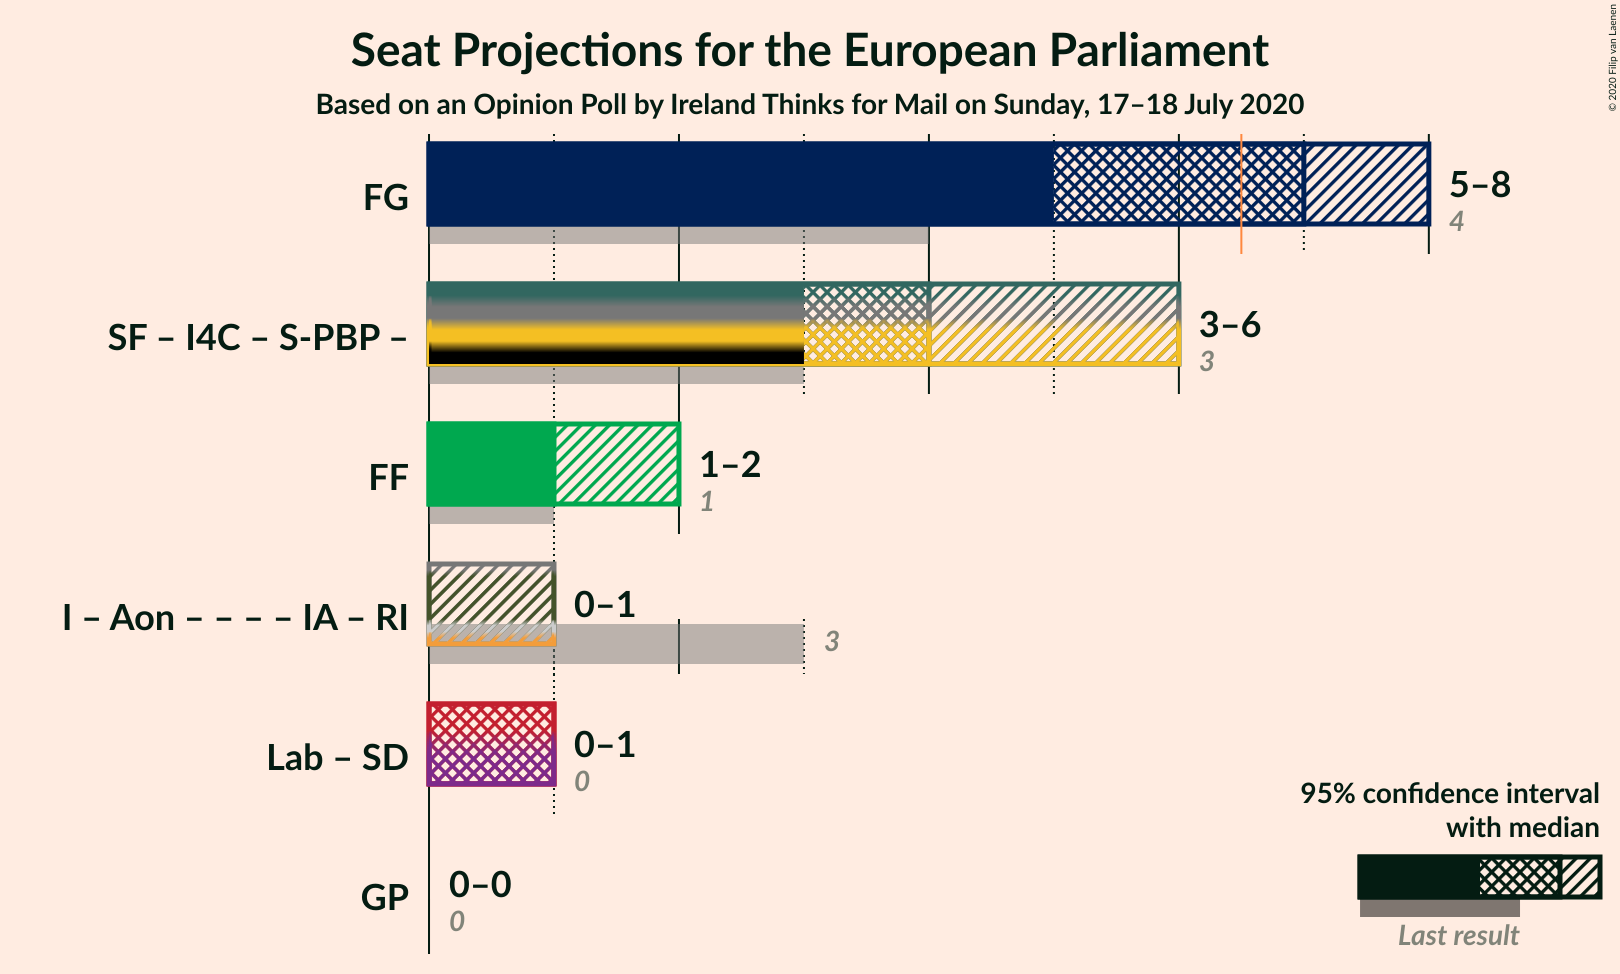 Seat Projections for the European Parliament
Based on an Opinion Poll by Ireland Thinks for Mail on Sunday, 17–18 July 2020
© 2020 Filip van Laenen
FG
5–8
4
SF – I4C – S-PBP –
3–6
3
FF
1–2
1
I – Aon – – – – IA – RI
0–1
3
Lab – SD
0–1
0
GP
0–0
0
95% confidence interval
with median
Last result